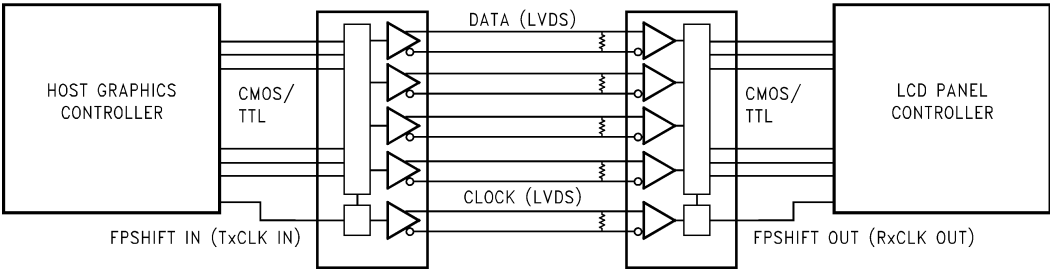 DATA (LVDS)
HOST GRAPHICS
CONTROLLER
CMOS/
TTL
CMOS/
TTL
LCD PANEL
CONTROLLER
CLOCK (LVDS)
FPSHIFT IN (TxCLK IN)
FPSHIFT OUT (RxCLK OUT)